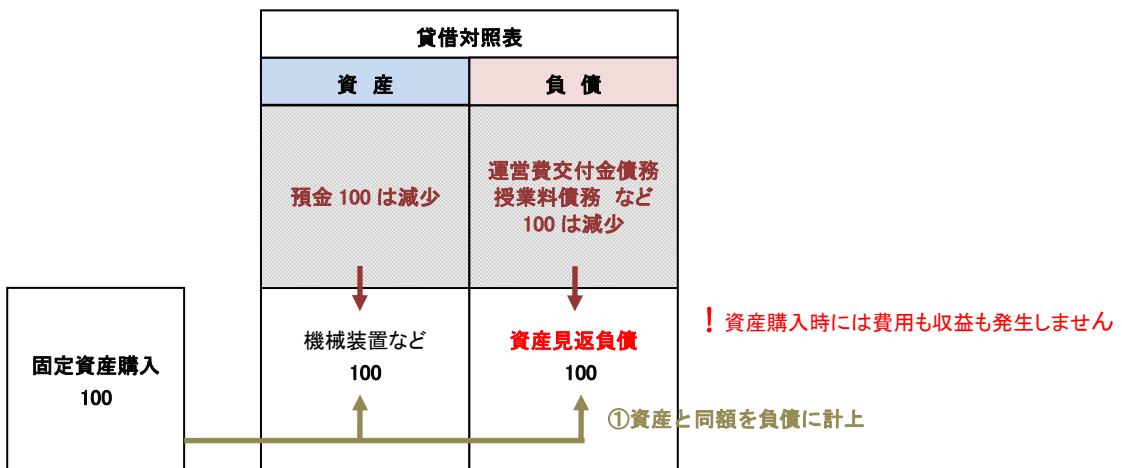 貸借対照表
資 産
負 債
預金 100 は減少
運営費交付金債務
授業料債務 など
100 は減少
固定資産購入
100
機械装置など
100
資産見返負債
100
！資産購入時には費用も収益も発生しません
①資産と同額を負債に計上